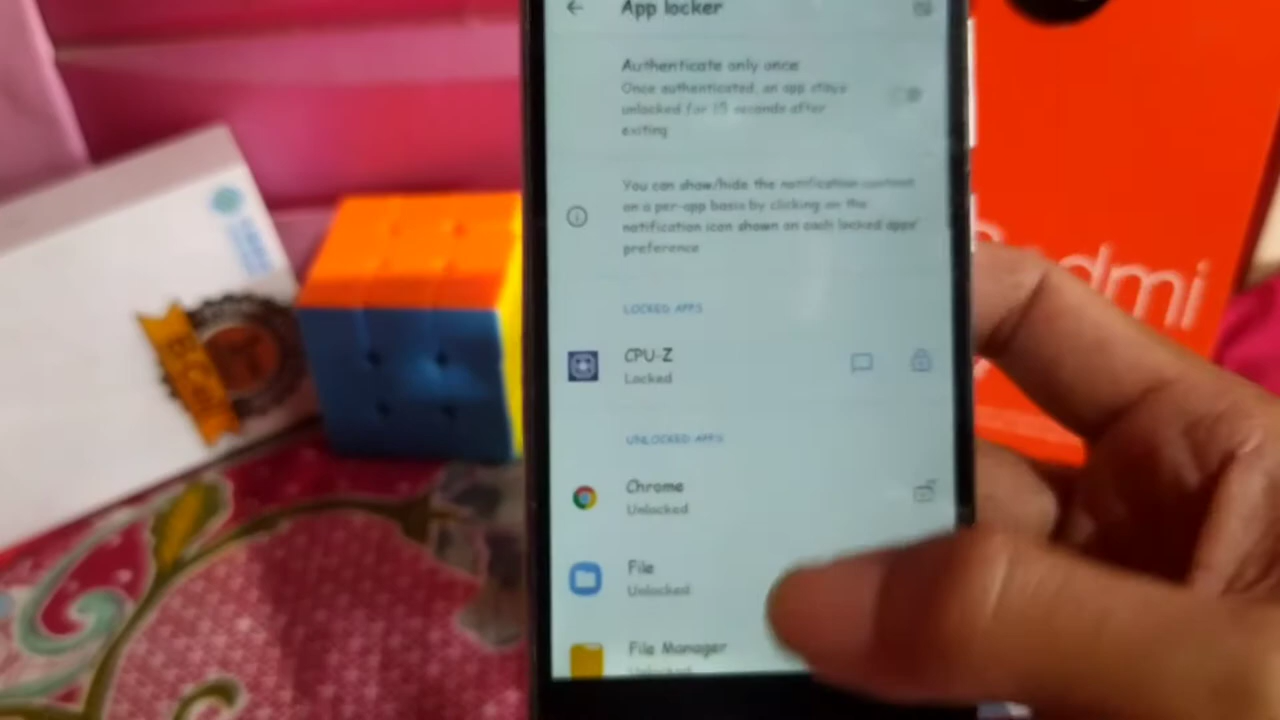 App locker
Authenticate only once
Once authenticated, an app stays
unlocked for 15 seconds after
exiting
You can show/hide the notification content
on a per-app basis by clicking on the
notification icon shown on each locked apps'
preference
LOCKED APPS
CPU-Z
Locked
UNLOCKED APPS
Chrome
Unlocked
File
Unlocked
File Manager
Unlocked